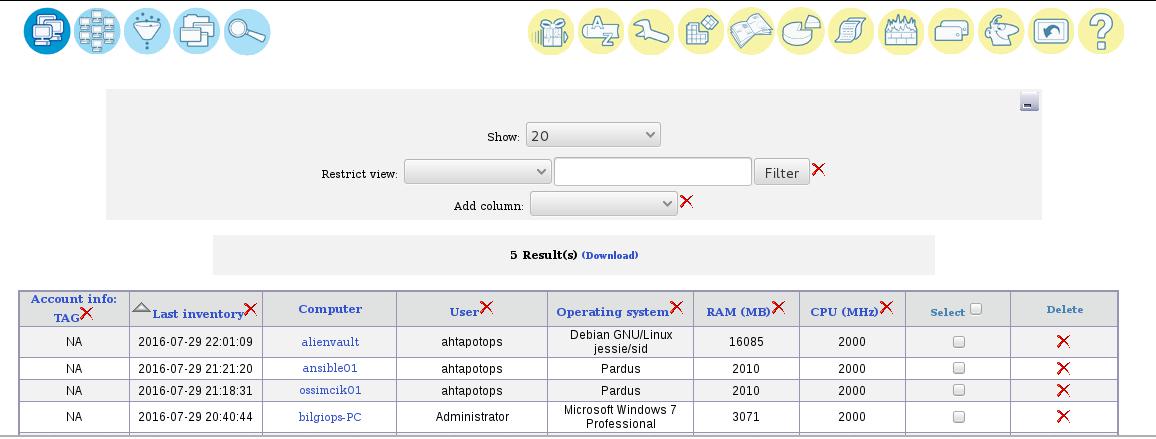 A
Z
?
Show: 20
Restrict view: Filter
Add column:
5 Result(s) (Download)
Account info: TAG Last inventory Computer User Operating system RAM (MB) CPU (MHz) Select Delete
NA 2016-07-29 22:01:09 alienvault ahtapotops Debian GNU/Linux jessie/sid 16085 2000
NA 2016-07-29 21:21:20 ansible01 ahtapotops Pardus 2010 2000
NA 2016-07-29 21:18:31 ossimcik01 ahtapotops Pardus 2010 2000
NA 2016-07-29 20:40:44 bilgiops-PC Administrator Microsoft Windows 7 Professional 3071 2000